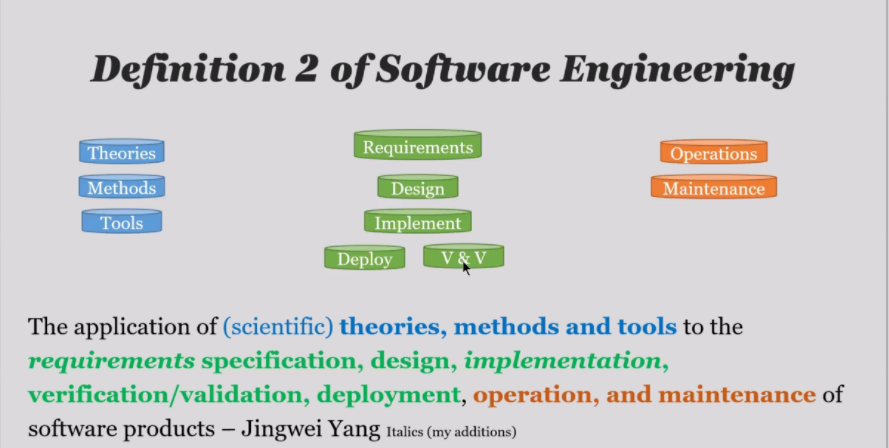 Definition 2 of Software Engineering
Theories
Methods
Tools
Requirements
Design
Implement
Deploy
V & V
Operations
Maintenance
The application of (scientific) theories, methods and tools to the
requirements specification, design, implementation,
verification/validation, deployment, operation, and maintenance of
software products – Jingwei Yang Italics (my additions)